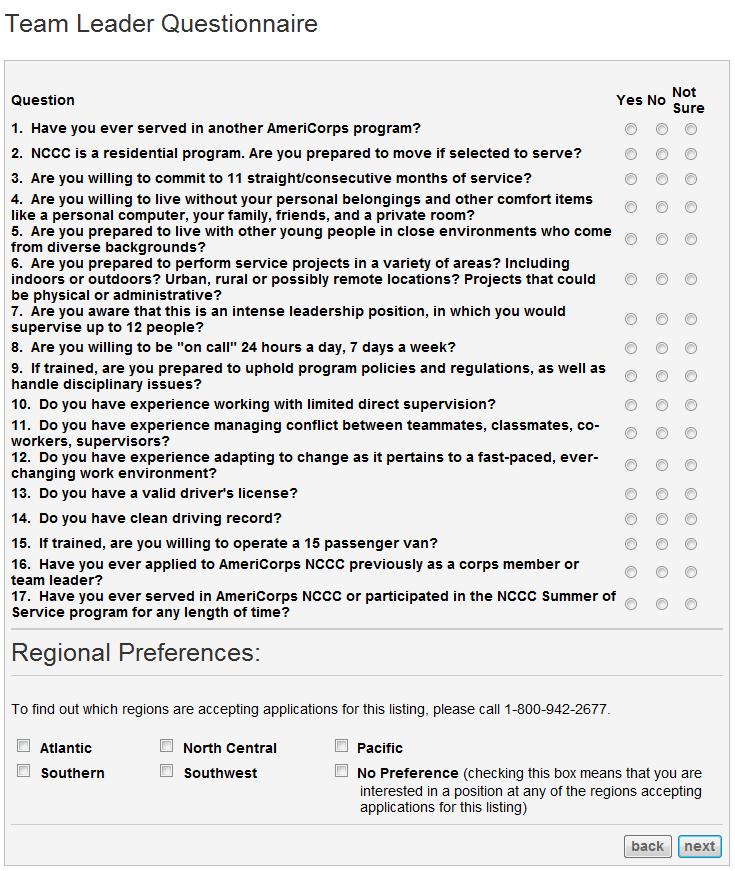 Team Leader Questionnaire
Question Yes No Not Sure
1. Have you ever served in another AmeriCorps program?
2. NCCC is a residential program. Are you prepared to move if selected to serve?
3. Are you willing to commit to 11 straight/consecutive months of service?
4. Are you willing to live without your personal belongings and other comfort items
like a personal computer, your family, friends, and a private room?
5. Are you prepared to live with other young people in close environments who come
from diverse backgrounds?
6. Are you prepared to perform service projects in a variety of areas? Including
indoors or outdoors? Urban, rural or possibly remote locations? Projects that could
be physical or administrative?
7. Are you aware that this is an intense leadership position, in which you would
supervise up to 12 people?
8. Are you willing to be "on call" 24 hours a day, 7 days a week?
9. If trained, are you prepared to uphold program policies and regulations, as well as
handle disciplinary issues?
10. Do you have experience working with limited direct supervision?
11. Do you have experience managing conflict between teammates, classmates, co-
workers, supervisors?
12. Do you have experience adapting to change as it pertains to a fast-paced, ever-
changing work environment?
13. Do you have a valid driver's license?
14. Do you have clean driving record?
15. If trained, are you willing to operate a 15 passenger van?
16. Have you ever applied to AmeriCorps NCCC previously as a corps member or
team leader?
17. Have you ever served in AmeriCorps NCCC or participated in the NCCC Summer of
Service program for any length of time?
Regional Preferences:
To find out which regions are accepting applications for this listing, please call 1-800-942-2677.
Atlantic North Central Pacific
Southern Southwest No Preference (checking this box means that you are
interested in a position at any of the regions accepting
applications for this listing)
back next